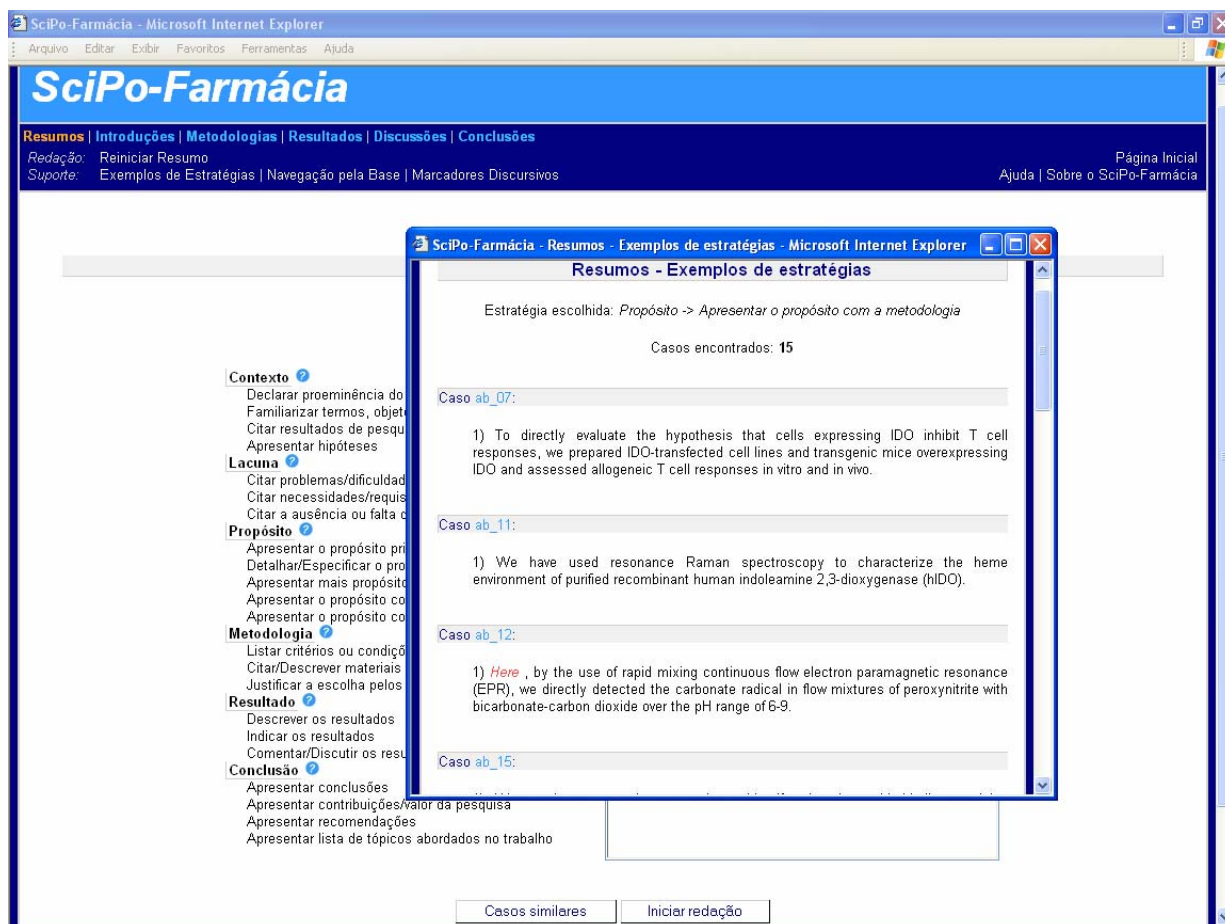 SciPo-Farmácia - Microsoft Internet Explorer
Arquivo Editar Exibir Favoritos Ferramentas Ajuda
SciPo-Farmácia
Resumos | Introduções | Metodologias | Resultados | Discussões | Conclusões
Redação: Reiniciar Resumo
Página Inicial
Suporte: Exemplos de Estratégias | Navegação pela Base | Marcadores Discursivos
Ajuda | Sobre o SciPo-Farmácia
Contexto ?
Declarar proeminência do
Familiarizar termos, objet
Citar resultados de pesqu
Apresentar hipóteses
Lacuna ?
Citar problemas/dificuldad
Citar necessidades/requis
Citar a ausência ou falta
Propósito ?
Apresentar o propósito pri
Detalhar/Especificar o pro
Apresentar mais propósito
Apresentar o propósito co
Apresentar o propósito co
Metodologia ?
Listar critérios ou condiçõ
Citar/Descrever materiais
Justificar a escolha pelos
Resultado ?
Descrever os resultados
Indicar os resultados
Comentar/Discutir os resu
Conclusão ?
Apresentar conclusões
Apresentar contribuições/valor da pesquisa
Apresentar recomendações
Apresentar lista de tópicos abordados no trabalho
Casos similares
Iniciar redação
SciPo-Farmácia - Resumos - Exemplos de estratégias - Microsoft Internet Explorer
Resumos - Exemplos de estratégias
Estratégia escolhida: Propósito -> Apresentar o propósito com a metodologia
Casos encontrados: 15
Caso ab_07:
1) To directly evaluate the hypothesis that cells expressing IDO inhibit T cell
responses, we prepared IDO-transfected cell lines and transgenic mice overexpressing
IDO and assessed allogeneic T cell responses in vitro and in vivo.
Caso ab_11:
1) We have used resonance Raman spectroscopy to characterize the heme
environment of purified recombinant human indoleamine 2,3-dioxygenase (hIDO).
Caso ab_12:
1) Here , by the use of rapid mixing continuous flow electron paramagnetic resonance
(EPR), we directly detected the carbonate radical in flow mixtures of peroxynitrite with
bicarbonate-carbon dioxide over the pH range of 6-9.
Caso ab_15: